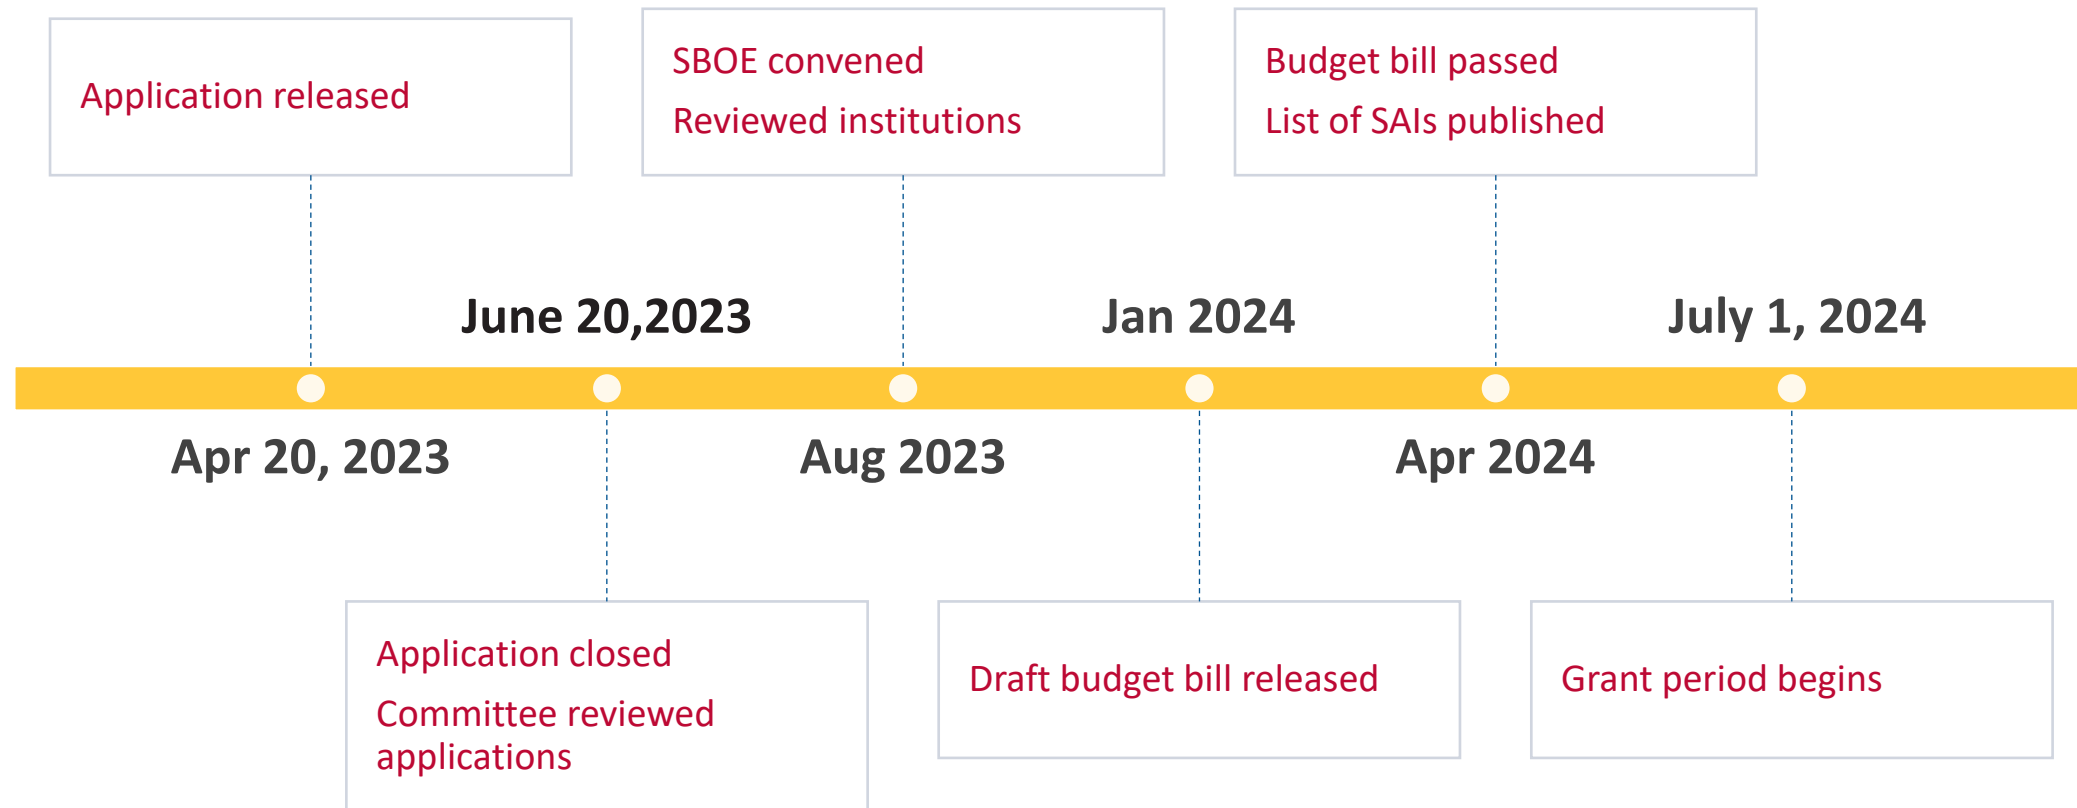 Application released
SBOE convened
Reviewed institutions
Budget bill passed
List of SAIs published
June 20,2023
Jan 2024
July 1, 2024
Apr 20, 2023
Aug 2023
Apr 2024
Application closed
Committee reviewed
applications
Draft budget bill released
Grant period begins